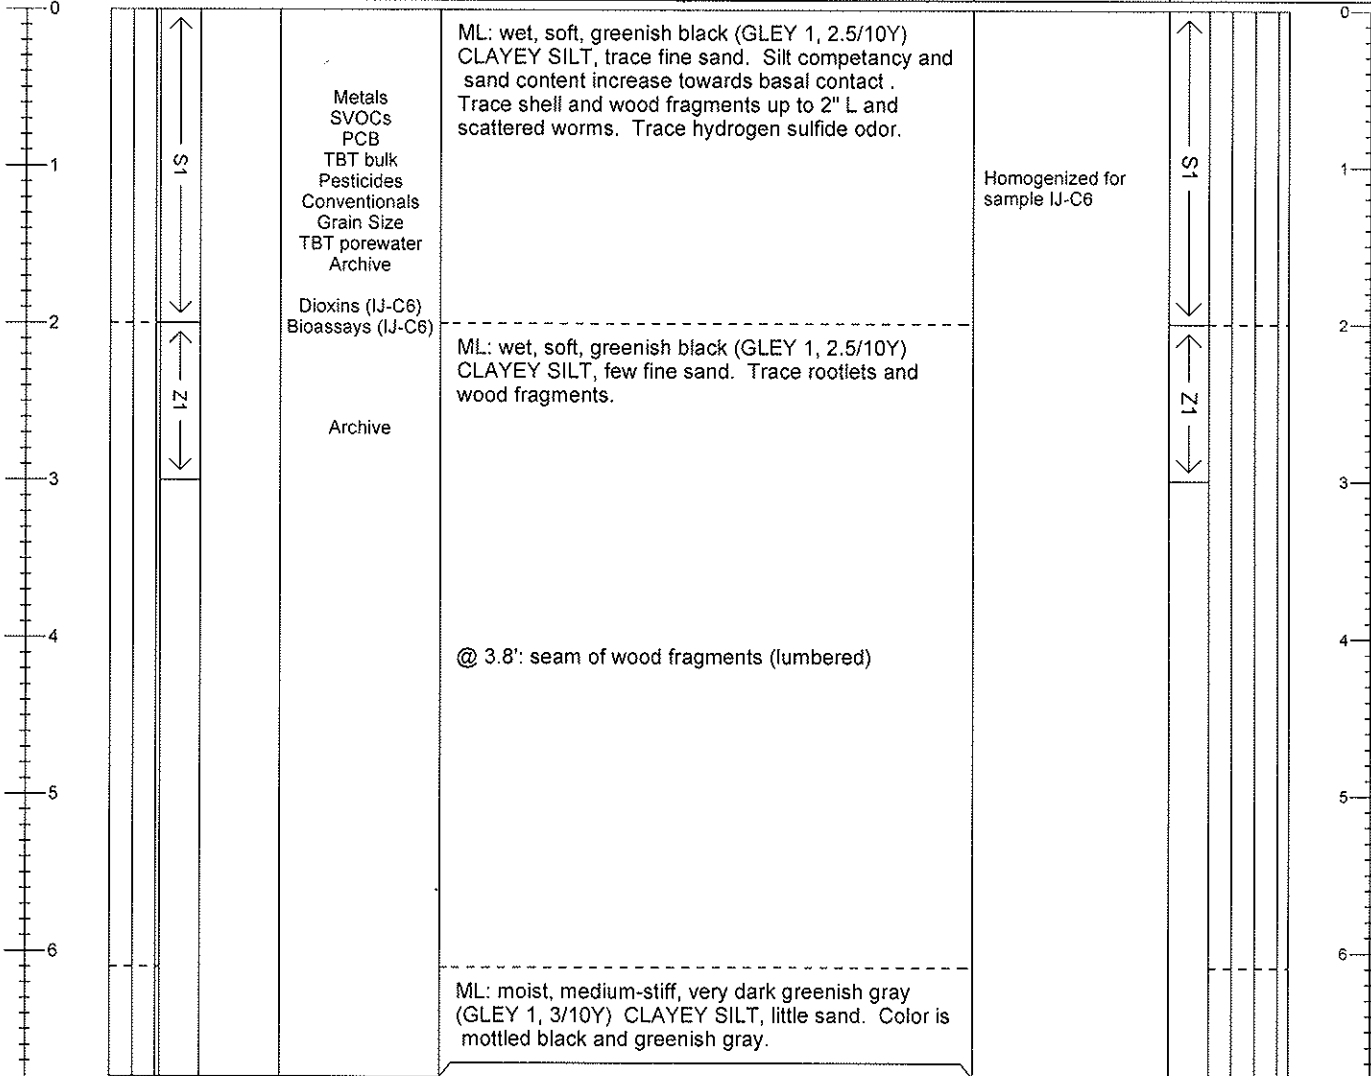 0
0
ML: wet, soft, greenish black (GLEY 1, 2.5/10Y)
CLAYEY SILT, trace fine sand. Silt competancy and
sand content increase towards basal contact .
Trace shell and wood fragments up to 2" L and
scattered worms. Trace hydrogen sulfide odor.
Metals
SVOCs
PCB
TBT bulk
Pesticides
Conventionals
Grain Size
TBT porewater
Archive
Dioxins (IJ-C6)
Bioassays (IJ-C6)
S1
S1
1
1
Homogenized for
sample IJ-C6
2
2
ML: wet, soft, greenish black (GLEY 1, 2.5/10Y)
CLAYEY SILT, few fine sand. Trace rootlets and
wood fragments.
Z1
Z1
Archive
3
3
4
4
@ 3.8': seam of wood fragments (lumbered)
5
5
6
6
ML: moist, medium-stiff, very dark greenish gray
(GLEY 1, 3/10Y) CLAYEY SILT, little sand. Color is
mottled black and greenish gray.